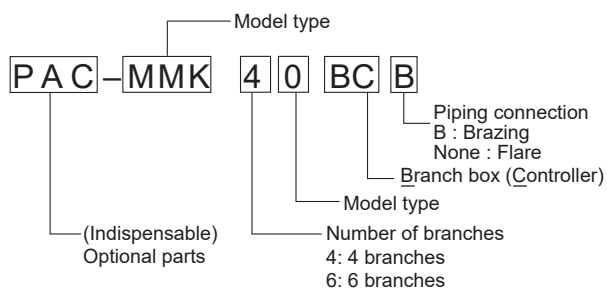 Model type
PAC–MMK 4 0 BC B
Piping connection
B : Brazing
None : Flare
Branch box (Controller)
Model type
(Indispensable)
Optional parts
Number of branches
4: 4 branches
6: 6 branches